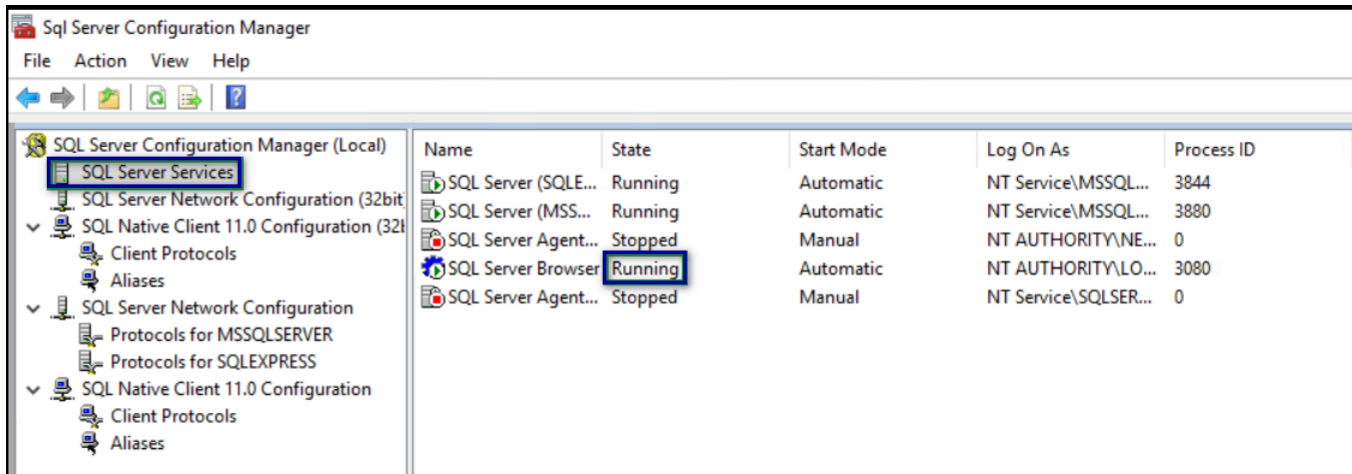 Sql Server Configuration Manager
File Action View Help
SQL Server Configuration Manager (Local)
SQL Server Services
SQL Server Network Configuration (32bit
SQL Native Client 11.0 Configuration (32b
Client Protocols
Aliases
SQL Server Network Configuration
Protocols for MSSQLSERVER
Protocols for SQLEXPRESS
SQL Native Client 11.0 Configuration
Client Protocols
Aliases
Name State Start Mode Log On As Process ID
SQL Server (SQLE... Running Automatic NT Service\MSSQL... 3844
SQL Server (MSS... Running Automatic NT Service\MSSQL... 3880
SQL Server Agent... Stopped Manual NT AUTHORITY\NE... 0
SQL Server Browser Running Automatic NT AUTHORITY\LO... 3080
SQL Server Agent... Stopped Manual NT Service\SQLSER... 0